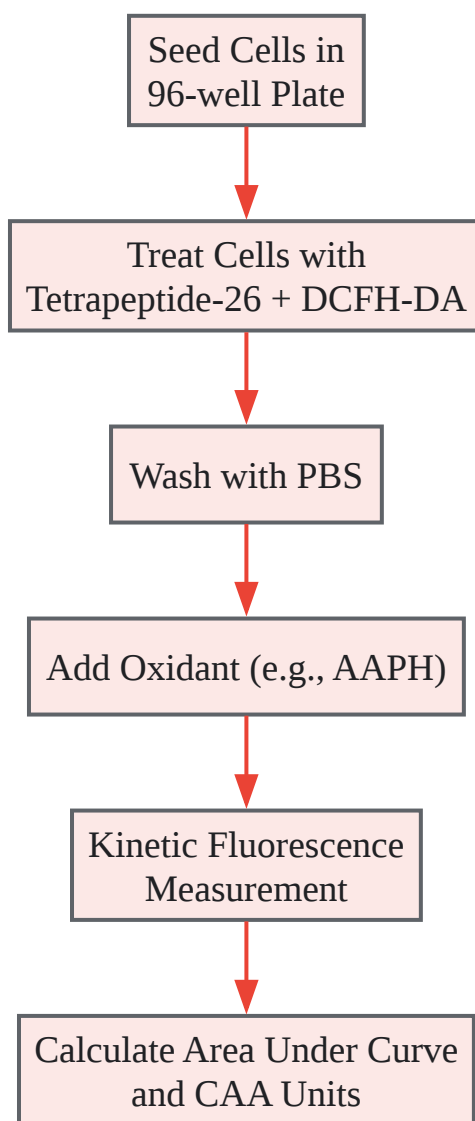 Seed Cells in
96-well Plate
Treat Cells with
Tetrapeptide-26 + DCFH-DA
Wash with PBS
Add Oxidant (e.g., AAPH)
Kinetic Fluorescence
Measurement
Calculate Area Under Curve
and CAA Units